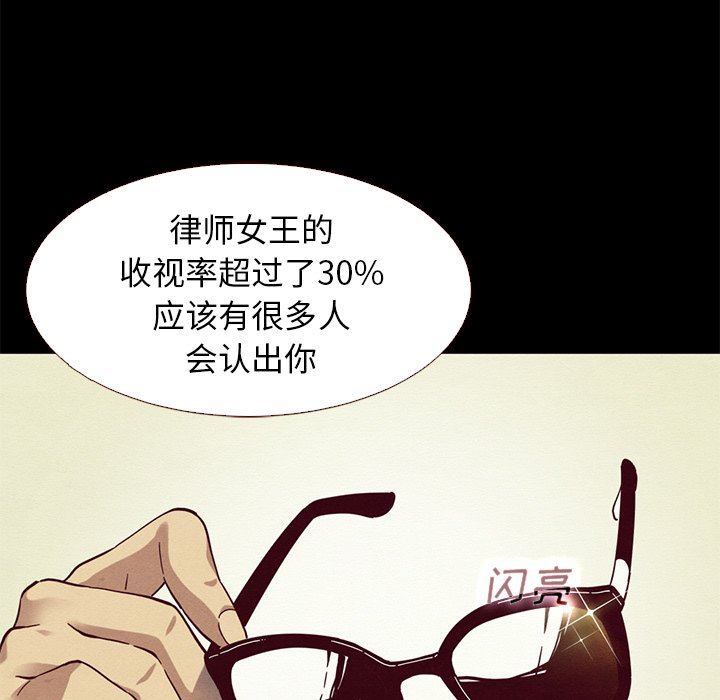 律师女王的
收视率超过了30%
应该有很多人
会认出你
闪亮